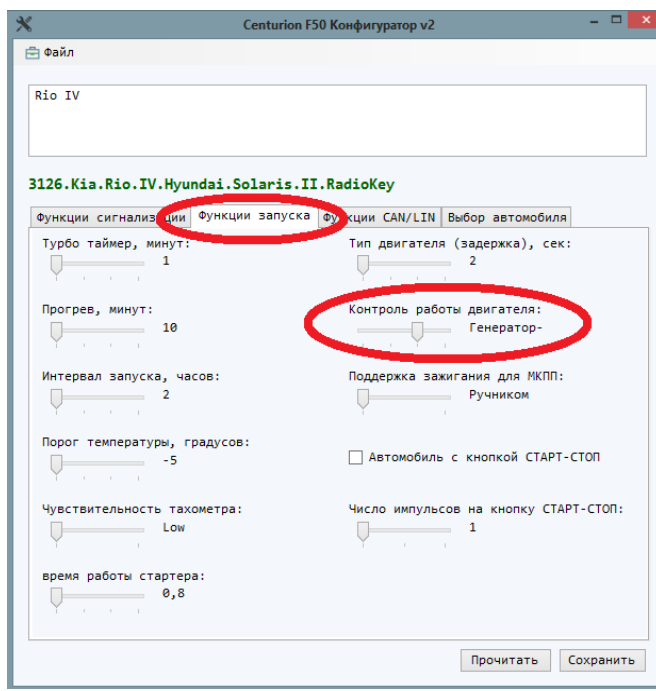 Centurion F50 Конфигуратор v2
Файл
Rio IV
3126.Kia.Rio.IV.Hyundai.Solaris.II.RadioKey
Функции сигнализации Функции запуска Функции CAN/LIN Выбор автомобиля
Турбо таймер, минут:
1
Прогрев, минут:
10
Интервал запуска, часов:
2
Порог температуры, градусов:
-5
Чувствительность тахометра:
Low
время работы стартера:
0,8
Тип двигателя (задержка), сек:
2
Контроль работы двигателя:
Генератор-
Поддержка зажигания для МКПП:
Ручником
Автомобиль с кнопкой СТАРТ-СТОП
Число импульсов на кнопку СТАРТ-СТОП:
1
Прочитать Сохранить